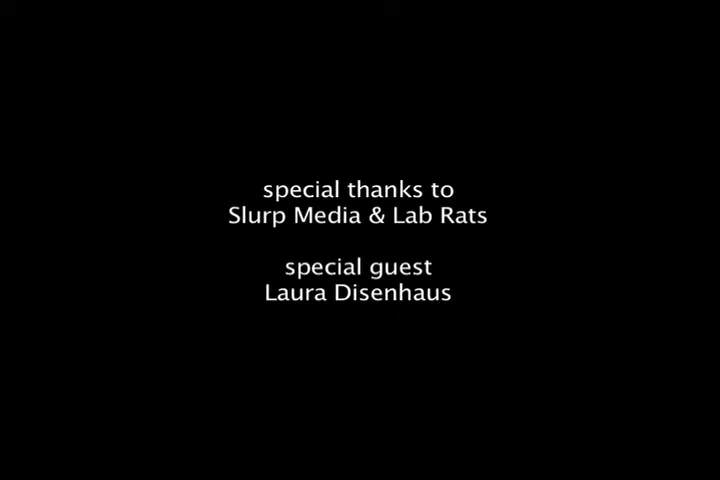 special thanks to
Slurp Media & Lab Rats
special guest
Laura Disenhaus